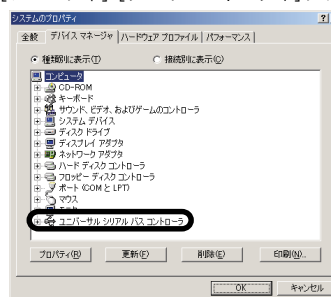 システムのプロパティ
全般 デバイス マネージャ ハードウェア プロファイル パフォーマンス
種類別に表示(T) 接続別に表示(C)
コンピュータ
CD-ROM
キーボード
サウンド、ビデオ、およびゲームのコントローラ
システム デバイス
ディスク ドライブ
ディスプレイ アダプタ
ネットワーク アダプタ
ハード ディスク コントローラ
フロッピー ディスク コントローラ
ポート (COM と LPT)
マウス
モニタ
ユニバーサル シリアル バス コントローラ
プロパティ(R) 更新(F) 削除(E) 印刷(N)...
OK キャンセル